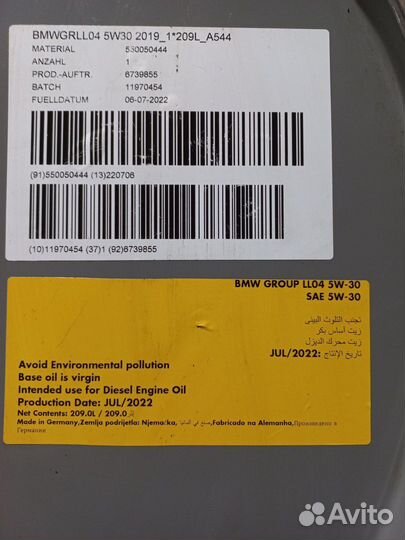 BMWGRLL04 5W30 2019_1*209L_A544
MATERIAL 550050444
ANZAHL 1
PROD.-AUFTR. 6739855
BATCH 11970454
FUELLDATUM 06-07-2022
(91)550050444 (13)220706
(10)11970454 (37)1 (92)6739855
BMW GROUP LL04 5W-30
SAE 5W-30
تجنب التلوث البيئى
زيت أساس بكر
زيت محرك الديزل
تاريخ الإنتاج :JUL/2022
Avoid Environmental pollution
Base oil is virgin
Intended use for Diesel Engine Oil
Production Date: JUL/2022
Net Contents: 209.0L / 209.0
Made in Germany,Zemlja podrijetla: Njemačka, صنع في ألمانيا,Fabricado na Alemanha,Произведено в
Германии
Avito